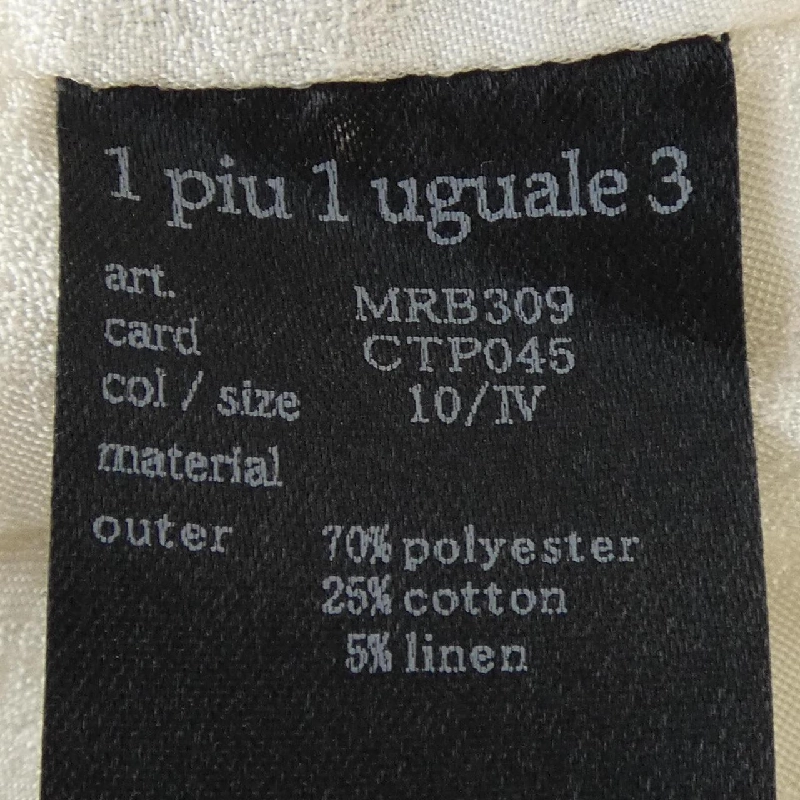 1 piu 1 uguale 3
art. MRB309
card CTP045
col / size 10/IV
material
outer 70% polyester
25% cotton
5% linen